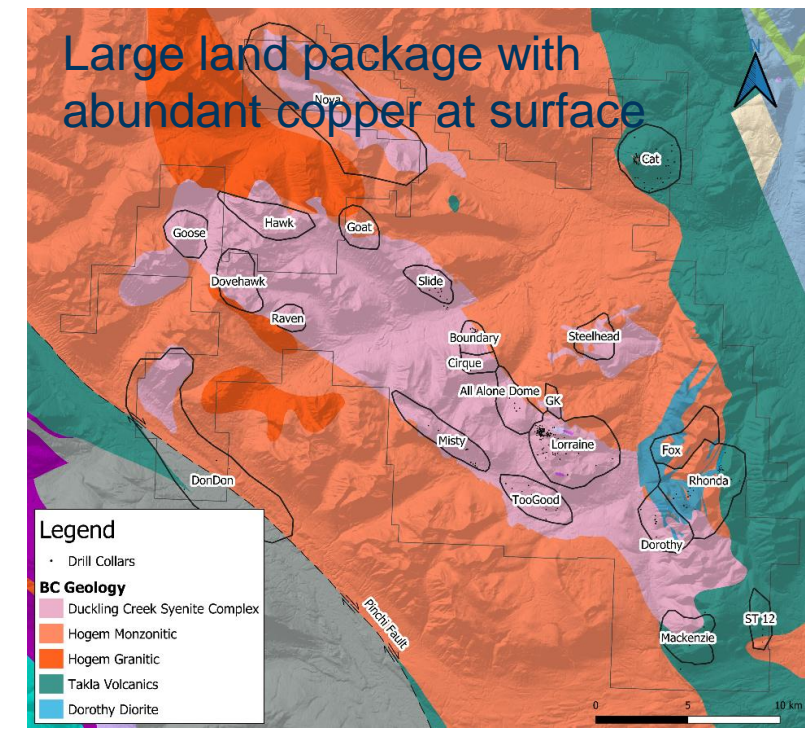 Large land package with
abundant copper at surface
N
Nova
Cat
Goose
Hawk
Goat
Dovehawk
Slide
Raven
Boundary
Steelhead
Cirque
All Alone Dome
GK
Misty
Lorraine
Fox
DonDon
Rhonda
TooGood
Dorothy
Pinchi Fault
Mackenzie
ST 12
Legend
Drill Collars
BC Geology
Duckling Creek Syenite Complex
Hogem Monzonitic
Hogem Granitic
Takla Volcanics
Dorothy Diorite
0 5 10 km